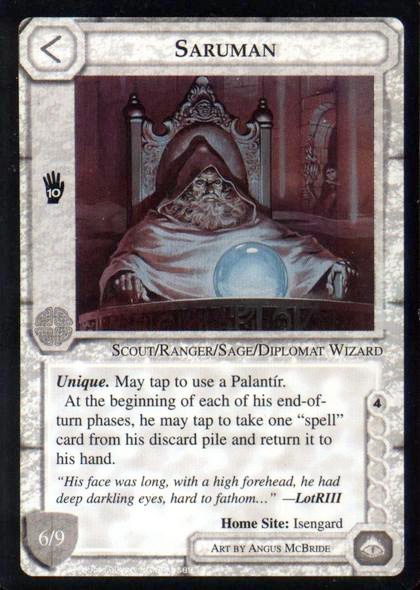 SARUMAN
10
SCOUT/RANGER/SAGE/DIPLOMAT WIZARD
Unique. May tap to use a Palantír.
At the beginning of each of his end-of-
turn phases, he may tap to take one “spell”
card from his discard pile and return it to
his hand.
4
“His face was long, with a high forehead, he had
deep darkling eyes, hard to fathom…” —LotRIII
Home Site: Isengard
6/9
ART BY ANGUS MCBRIDE